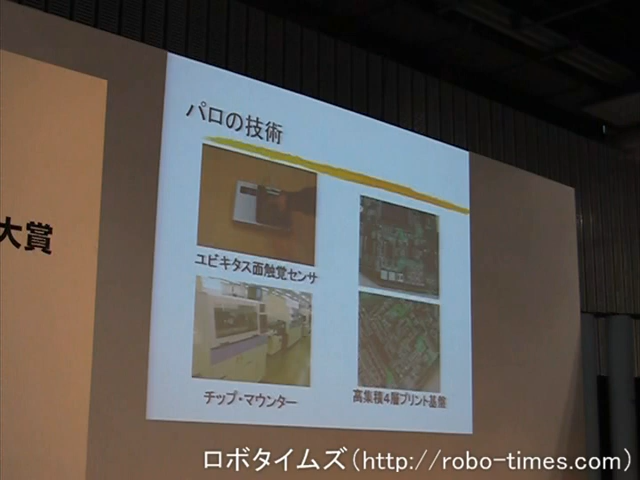 パロの技術
大賞
ユビキタス面触覚センサ
チップ・マウンター
高集積4層プリント基盤
ロボタイムズ(http://robo-times.com)